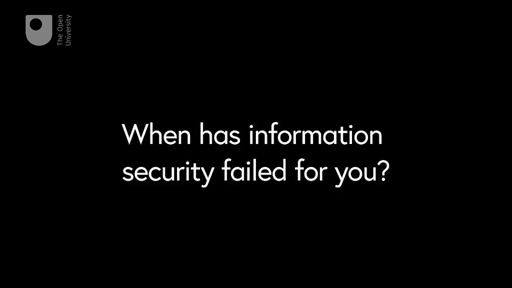 The Open
University
When has information
security failed for you?